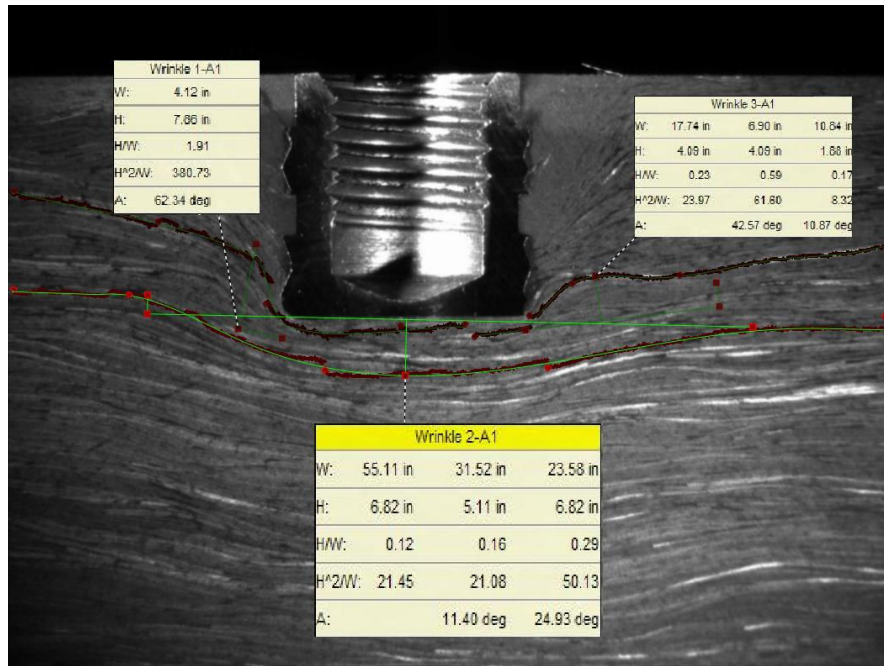 Wrinkle 1-A1
W: 4.12 in
H: 7.86 in
H/W: 1.91
H^2/W: 380.73
A: 62.34 deg
Wrinkle 3-A1
W: 17.74 in 6.90 in 10.84 in
H: 4.09 in 4.09 in 1.88 in
H/W: 0.23 0.59 0.17
H^2/W: 23.97 61.60 8.32
A: 42.57 deg 10.87 deg
Wrinkle 2-A1
W: 55.11 in 31.52 in 23.58 in
H: 6.82 in 5.11 in 6.82 in
H/W: 0.12 0.16 0.29
H^2/W: 21.45 21.08 50.13
A: 11.40 deg 24.93 deg